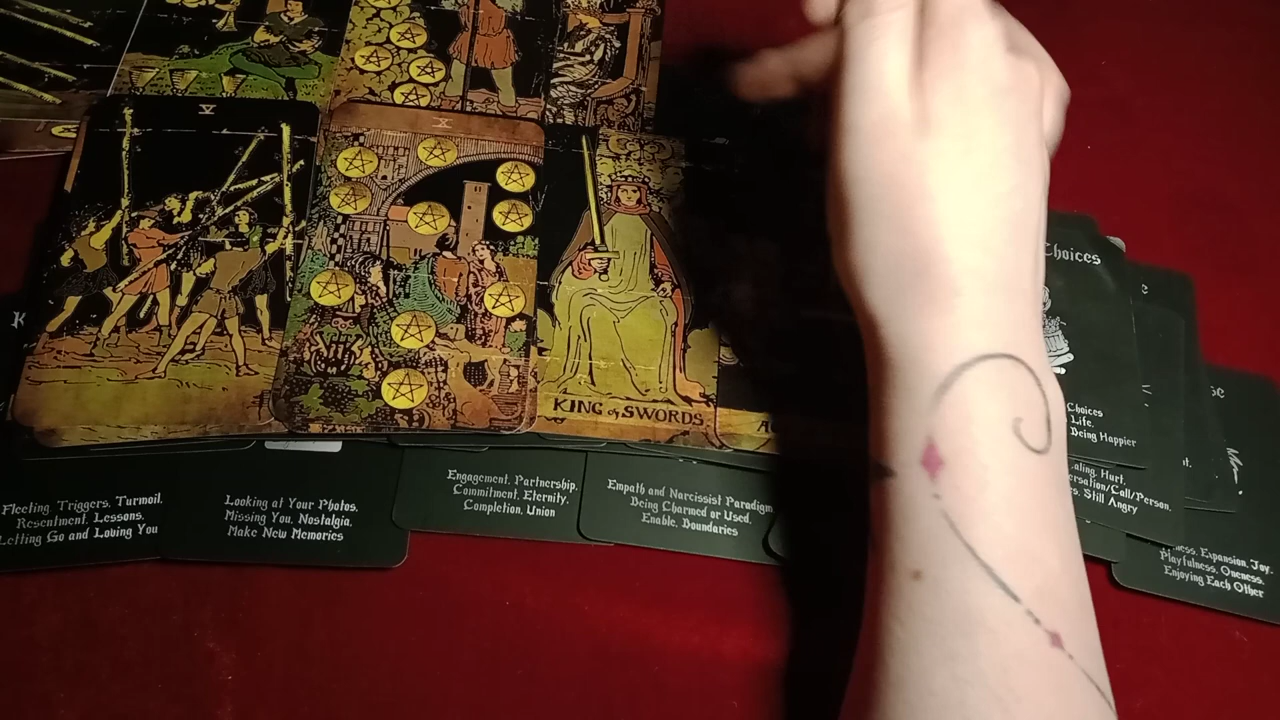 V
X
KING of SWORDS.
Choices
Fleeting, Triggers, Turmoil,
Resentment, Lessons,
Letting Go and Loving You
Looking at Your Photos,
Missing You, Nostalgia,
Make New Memories
Engagement, Partnership,
Commitment, Eternity,
Completion, Union
Empath and Narcissist Paradigm
Being Charmed or Used,
Enable, Boundaries
Choices
Life,
Being Happier
Hurt,
Still Angry
Expansion, Joy,
Playfulness, Oneness,
Enjoying Each Other